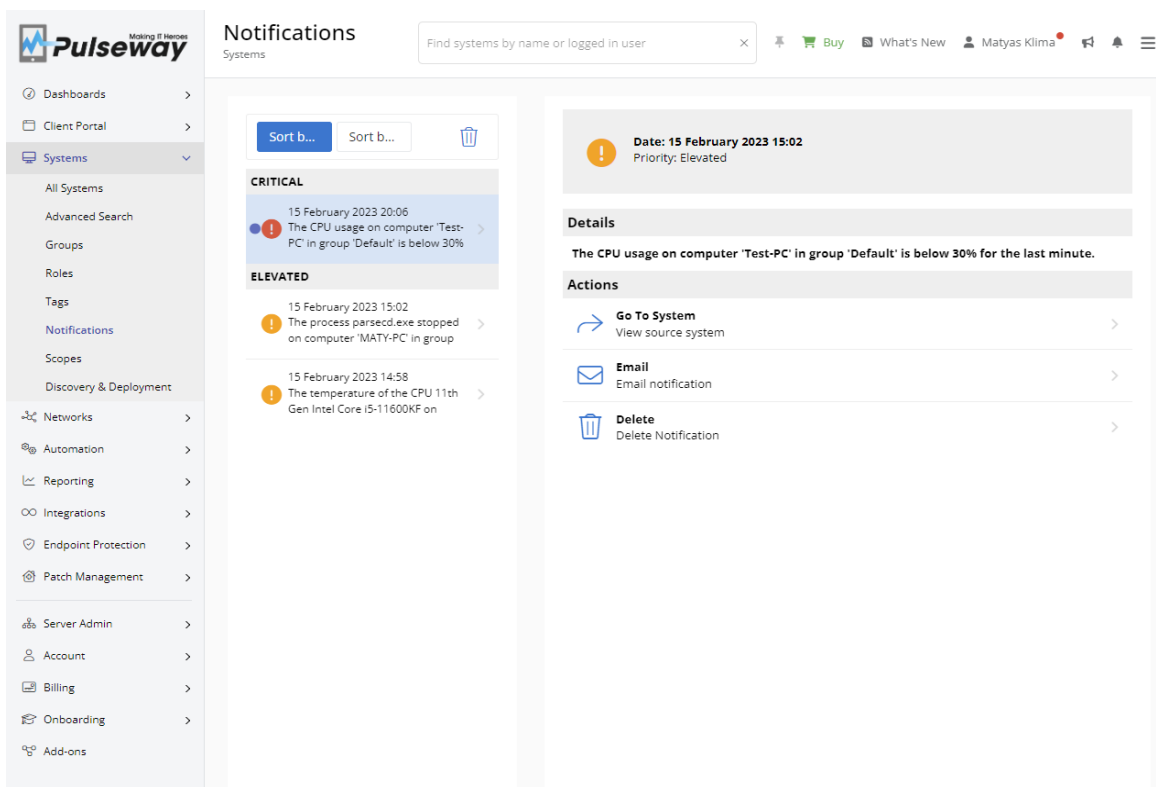 Making IT Heroes
Pulseway
Notifications
Systems
Find systems by name or logged in user
Buy
What's New
Matyas Klima
Dashboards
Client Portal
Systems
All Systems
Advanced Search
Groups
Roles
Tags
Notifications
Scopes
Discovery & Deployment
Networks
Automation
Reporting
Integrations
Endpoint Protection
Patch Management
Server Admin
Account
Billing
Onboarding
Add-ons
Sort b...
Sort b...
CRITICAL
15 February 2023 20:06
The CPU usage on computer 'Test-
PC' in group 'Default' is below 30%
ELEVATED
15 February 2023 15:02
The process parsecd.exe stopped
on computer 'MATY-PC' in group
15 February 2023 14:58
The temperature of the CPU 11th
Gen Intel Core i5-11600KF on
Date: 15 February 2023 15:02
Priority: Elevated
Details
The CPU usage on computer 'Test-PC' in group 'Default' is below 30% for the last minute.
Actions
Go To System
View source system
Email
Email notification
Delete
Delete Notification